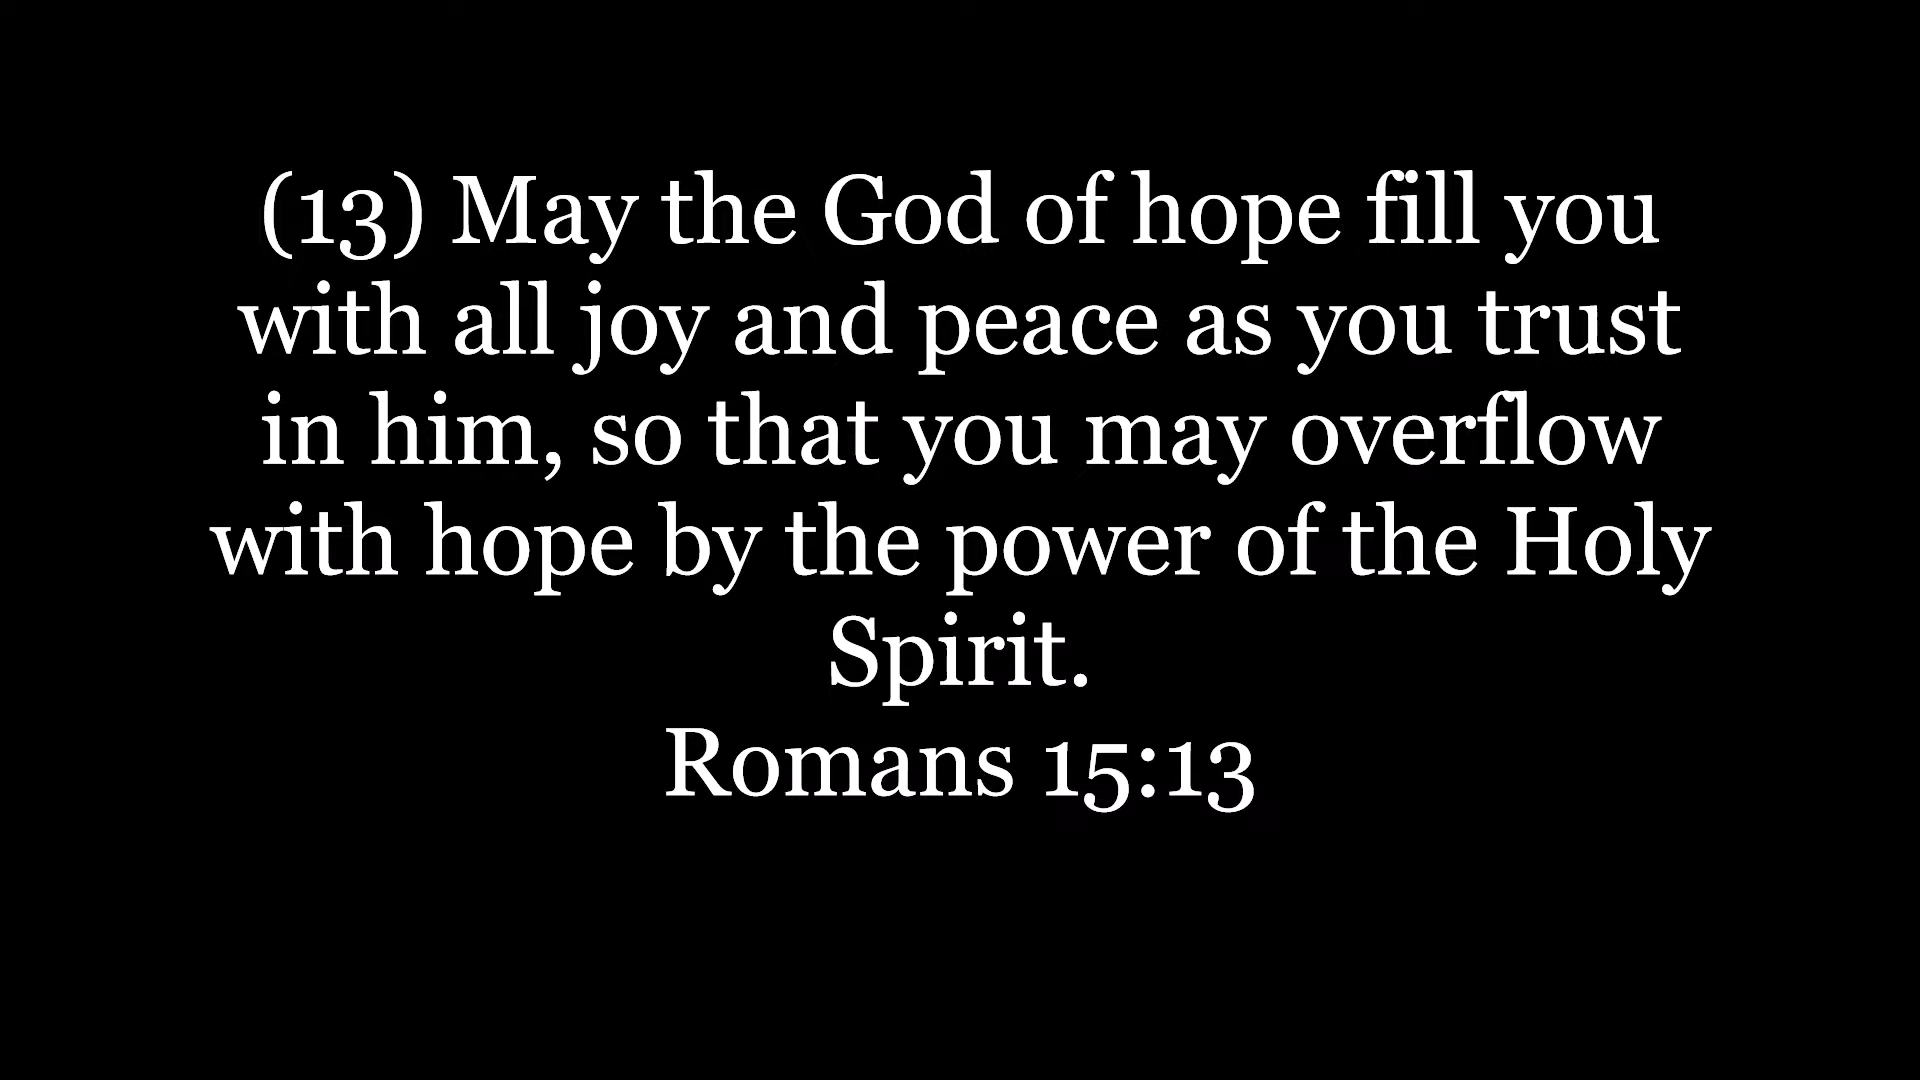 (13) May the God of hope fill you
with all joy and peace as you trust
in him, so that you may overflow
with hope by the power of the Holy
Spirit.
Romans 15:13